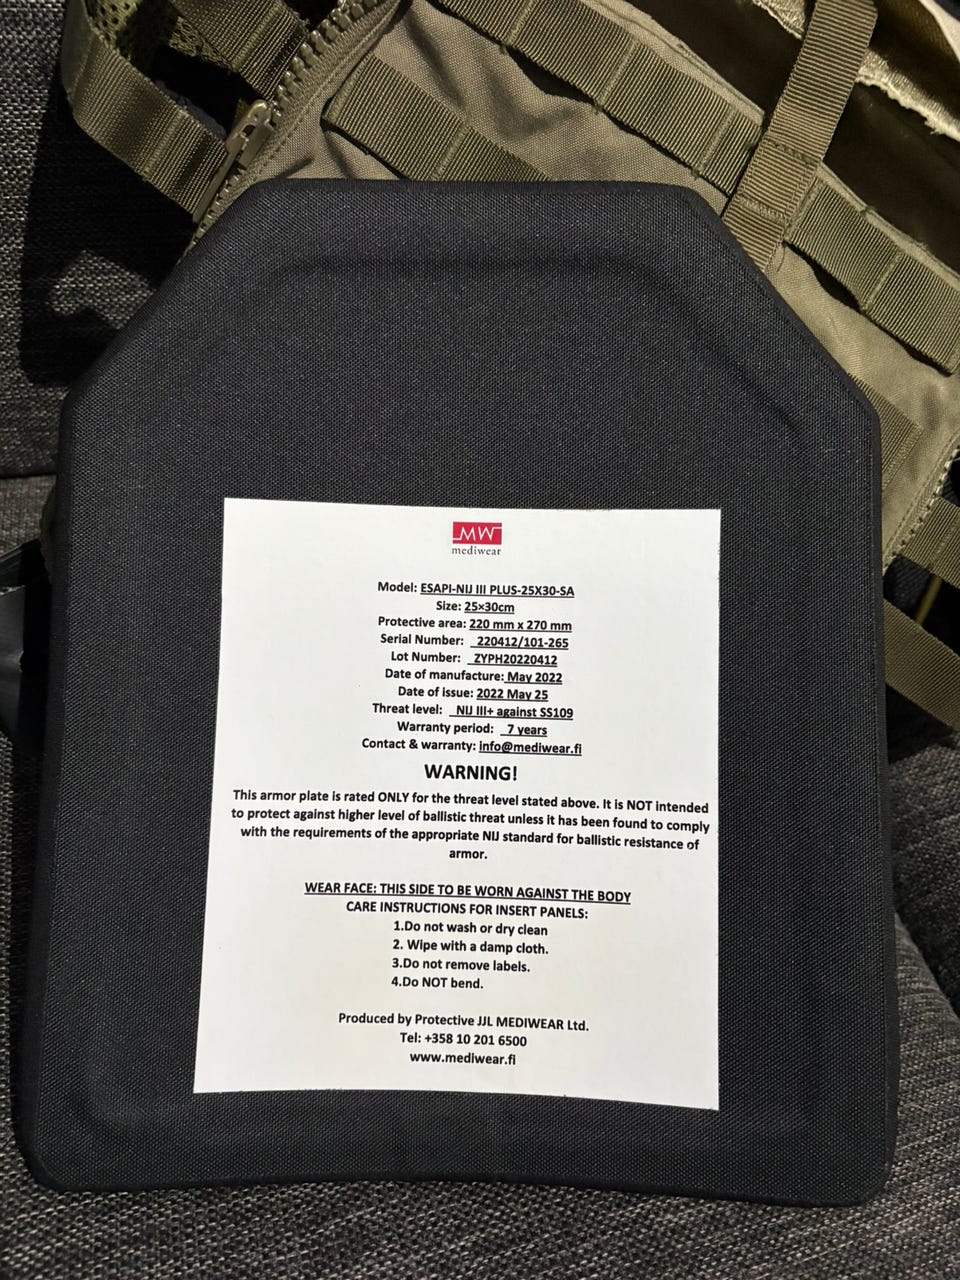 MW
mediwear
Model: ESAPI-NIJ III PLUS-25X30-SA
Size: 25×30cm
Protective area: 220 mm x 270 mm
Serial Number: 220412/101-265
Lot Number: ZYPH20220412
Date of manufacture: May 2022
Date of issue: 2022 May 25
Threat level: NIJ III+ against SS109
Warranty period: 7 years
Contact & warranty: info@mediwear.fi
WARNING!
This armor plate is rated ONLY for the threat level stated above. It is NOT intended
to protect against higher level of ballistic threat unless it has been found to comply
with the requirements of the appropriate NIJ standard for ballistic resistance of
armor.
WEAR FACE: THIS SIDE TO BE WORN AGAINST THE BODY
CARE INSTRUCTIONS FOR INSERT PANELS:
1.Do not wash or dry clean
2. Wipe with a damp cloth.
3.Do not remove labels.
4.Do NOT bend.
Produced by Protective JJL MEDIWEAR Ltd.
Tel: +358 10 201 6500
www.mediwear.fi